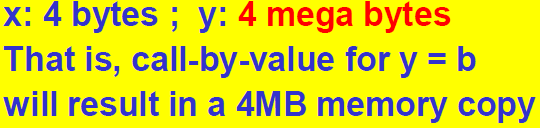 x: 4 bytes ;  y: 4 mega bytes
That is, call-by-value for y = b
will result in a 4MB memory copy